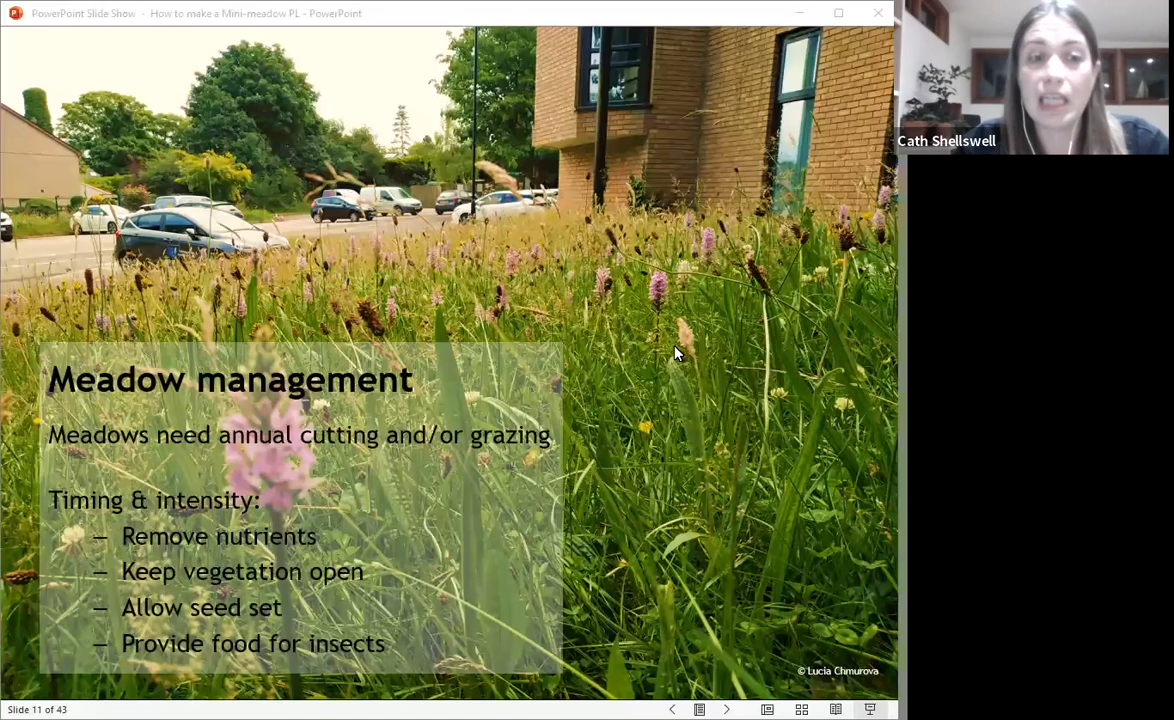 PowerPoint Slide Show - How to make a Mini-meadow PL - PowerPoint
Cath Shellswell
Meadow management
Meadows need annual cutting and/or grazing
Timing & intensity:
– Remove nutrients
– Keep vegetation open
– Allow seed set
– Provide food for insects
© Lucia Chmurova
Slide 11 of 43